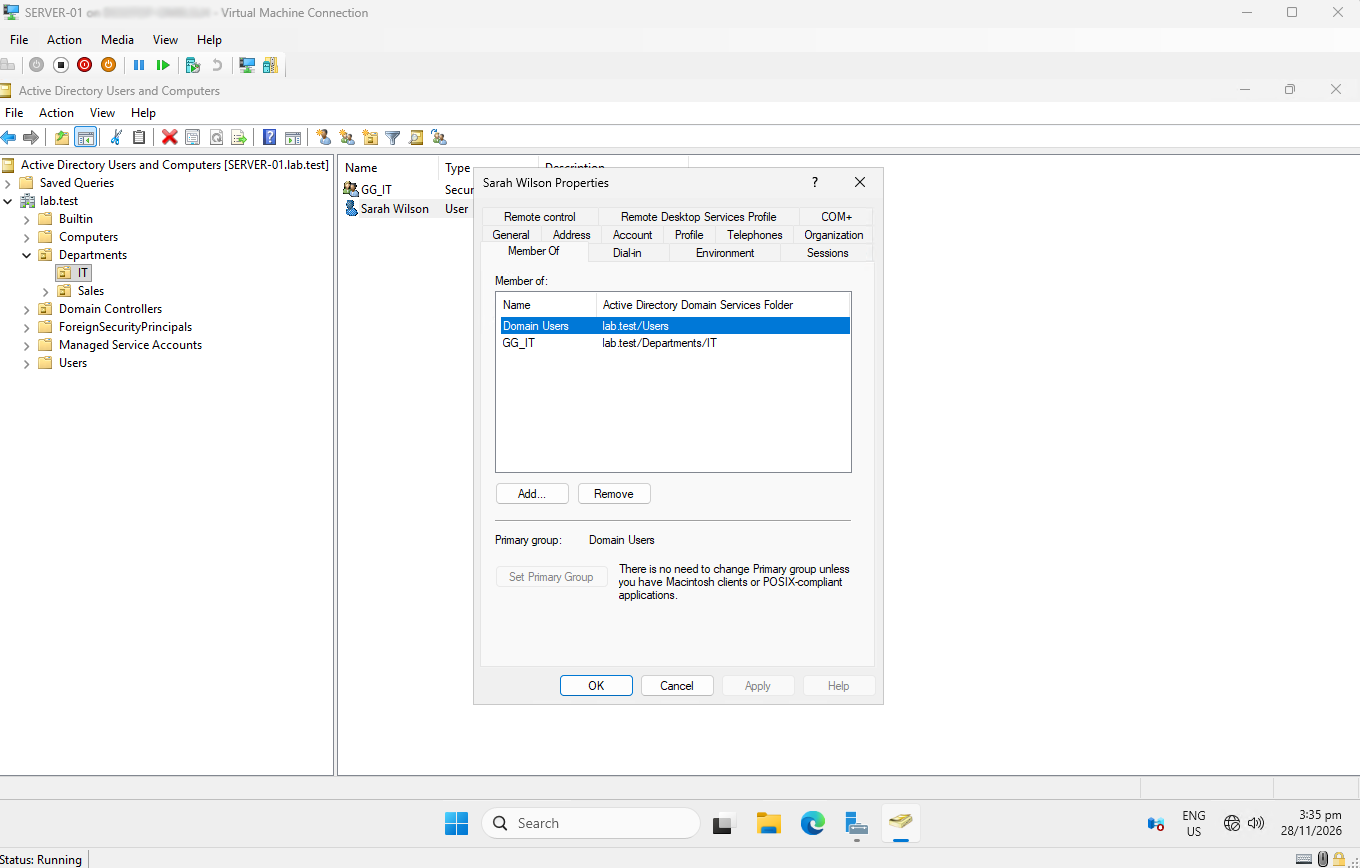 SERVER-01 on - Virtual Machine Connection
File Action Media View Help
Active Directory Users and Computers
File Action View Help
Active Directory Users and Computers [SERVER-01.lab.test]
Saved Queries
lab.test
Builtin
Computers
Departments
IT
Sales
Domain Controllers
ForeignSecurityPrincipals
Managed Service Accounts
Users
Name Type Description
GG_IT Secur
Sarah Wilson User
Sarah Wilson Properties ?
Remote control Remote Desktop Services Profile COM+
General Address Account Profile Telephones Organization
Member Of Dial-in Environment Sessions
Member of:
Name Active Directory Domain Services Folder
Domain Users lab.test/Users
GG_IT lab.test/Departments/IT
Add... Remove
Primary group: Domain Users
Set Primary Group
There is no need to change Primary group unless
you have Macintosh clients or POSIX-compliant
applications.
OK Cancel Apply Help
Search
ENG
US
3:35 pm
28/11/2026
Status: Running